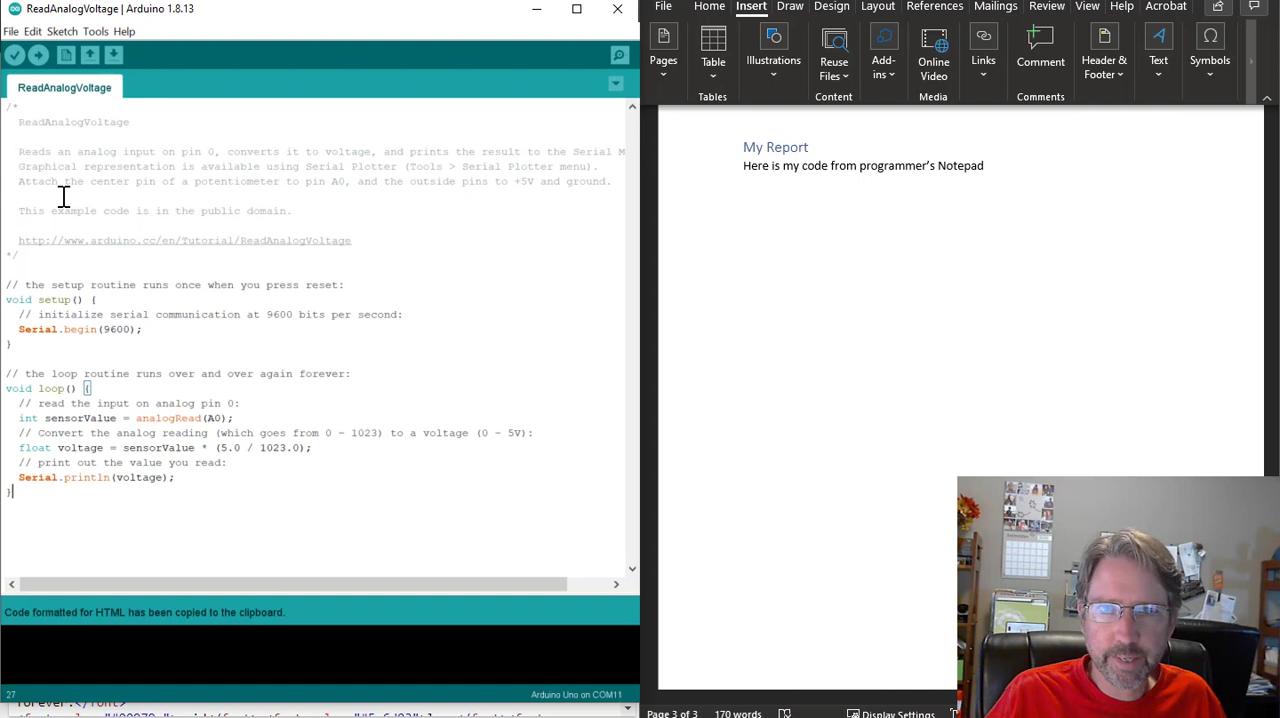 ReadAnalogVoltage | Arduino 1.8.13
File Edit Sketch Tools Help
ReadAnalogVoltage
/*
ReadAnalogVoltage
Reads an analog input on pin 0, converts it to voltage, and prints the result to the Serial M
Graphical representation is available using Serial Plotter (Tools > Serial Plotter menu).
Attach the center pin of a potentiometer to pin A0, and the outside pins to +5V and ground.
This example code is in the public domain.
http://www.arduino.cc/en/Tutorial/ReadAnalogVoltage
*/
// the setup routine runs once when you press reset:
void setup() {
// initialize serial communication at 9600 bits per second:
Serial.begin(9600);
}
// the loop routine runs over and over again forever:
void loop() {
// read the input on analog pin 0:
int sensorValue = analogRead(A0);
// Convert the analog reading (which goes from 0 - 1023) to a voltage (0 - 5V):
float voltage = sensorValue * (5.0 / 1023.0);
// print out the value you read:
Serial.println(voltage);
}
Code formatted for HTML has been copied to the clipboard.
27 Arduino Uno on COM11
forever.</font>
File Home Insert Draw Design Layout References Mailings Review View Help Acrobat
Pages Table Illustrations Reuse Files Add-ins Online Video Links Comment Header & Footer Text Symbols
Tables Content Media Comments
My Report
Here is my code from programmer's Notepad
Page 3 of 3 170 words Display Settings